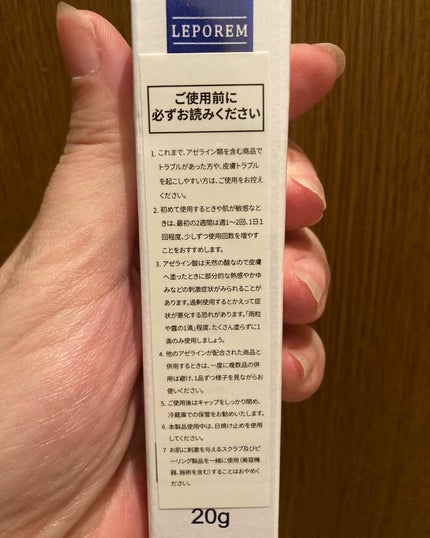 LEPOREM
ご使用前に
必ずお読みください
1. これまで、アゼライン類を含む商品で
トラブルがあった方や、皮膚トラブル
を起こしやすい方は、ご使用をお控え
ください。
2. 初めて使用するときや肌が敏感なと
きは、最初の2週間は週1〜2回、1日1
回程度、少しずつ使用回数を増やす
ことをおすすめします。
3. アゼライン酸は天然の酸なので皮膚
へ塗ったときに部分的な熱感やかゆ
みなどの刺激症状がみられることが
あります。過剰使用するとかえって症
状が悪化する恐れがあります。「雨粒
や露の1滴」程度、たくさん塗らずに1
滴のみ使用しましょう。
4. 他のアゼラインが配合された商品と
併用するときは、一度に複数品の併
用は避け、1品ずつ様子を見ながらお
使いください。
5. ご使用後はキャップをしっかり閉め、
冷蔵庫での保管をお勧めいたします。
6. 本製品使用中は、日焼け止めを使用
してください。
7 お肌に刺激を与えるスクラブ及びピ
ーリング製品を一緒に使用(美容機
器、施術を含む)することはおやめく
ださい。
20g